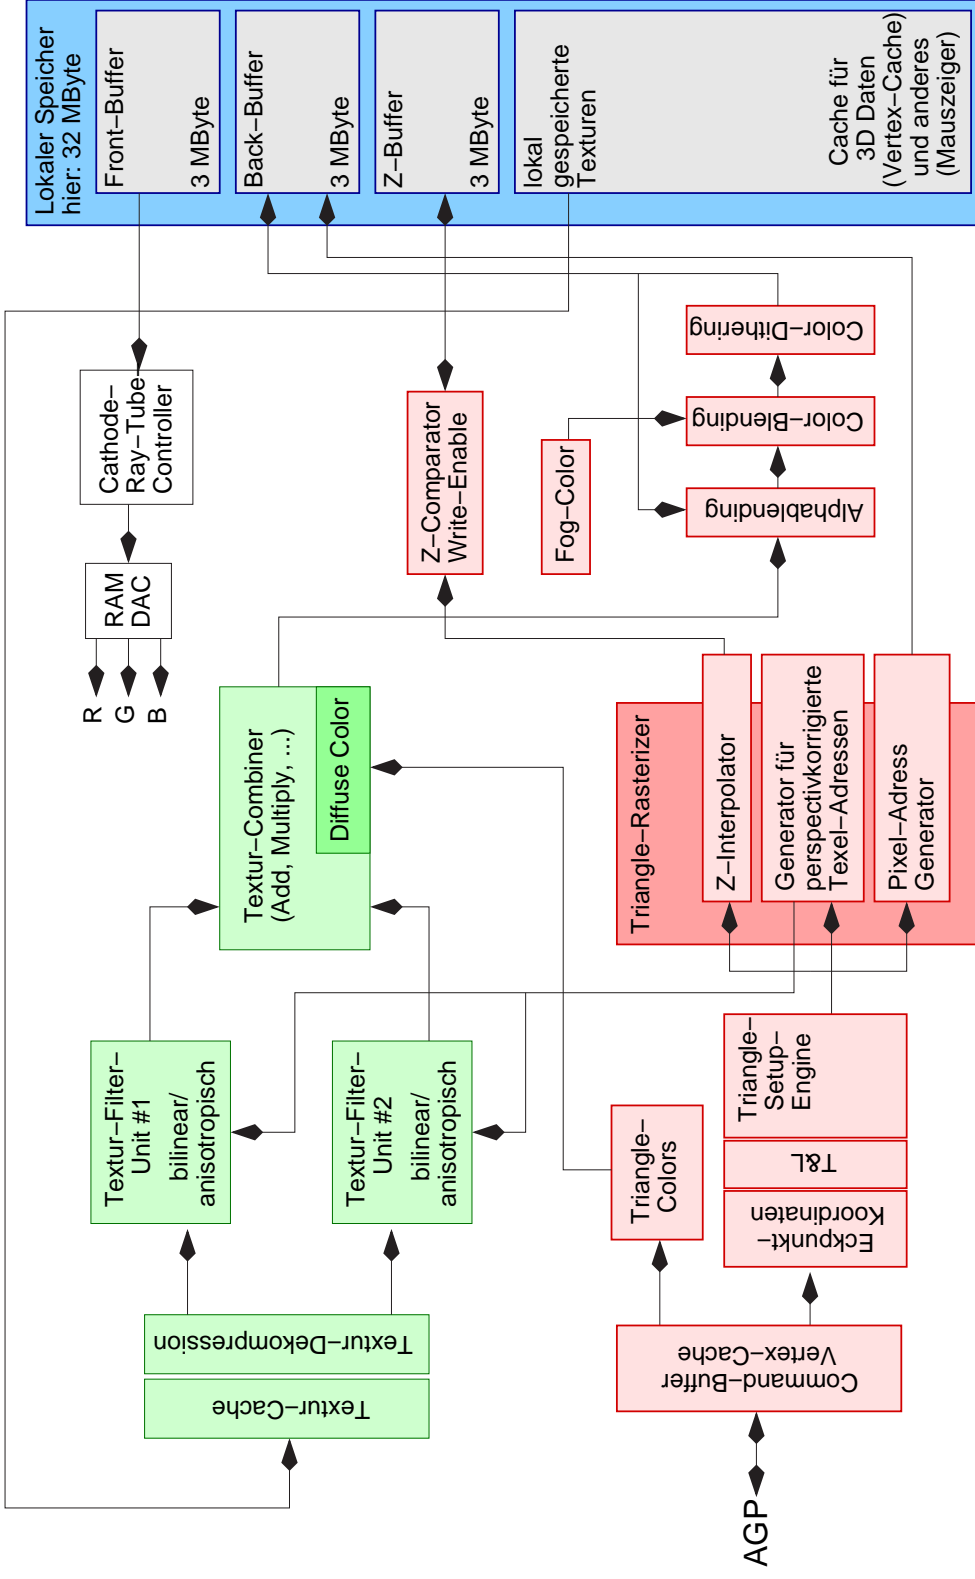 Lokaler Speicher
hier: 32 MByte
Front–Buffer
3 MByte
Back–Buffer
3 MByte
Z–Buffer
3 MByte
lokal
gespeicherte
Texturen
Cache für
3D Daten
(Vertex–Cache)
und anderes
(Mauszeiger)
Cathode–
Ray–Tube
Controller
RAM
DAC
R
G
B
Z–Comparator
Write–Enable
Fog–Color
Color–Dithering
Color–Blending
Alphablending
Textur–Combiner
(Add, Multiply, ...)
Diffuse Color
Triangle–Rasterizer
Z–Interpolator
Generator für
perspectivkorrigierte
Texel–Adressen
Pixel–Adress
Generator
Textur–Filter–
Unit #1
bilinear/
anisotropisch
Textur–Filter–
Unit #2
bilinear/
anisotropisch
Triangle–
Colors
Triangle–
Setup–
Engine
T&L
Eckpunkt–
Koordinaten
Textur–Dekompression
Textur–Cache
Command–Buffer
Vertex–Cache
AGP